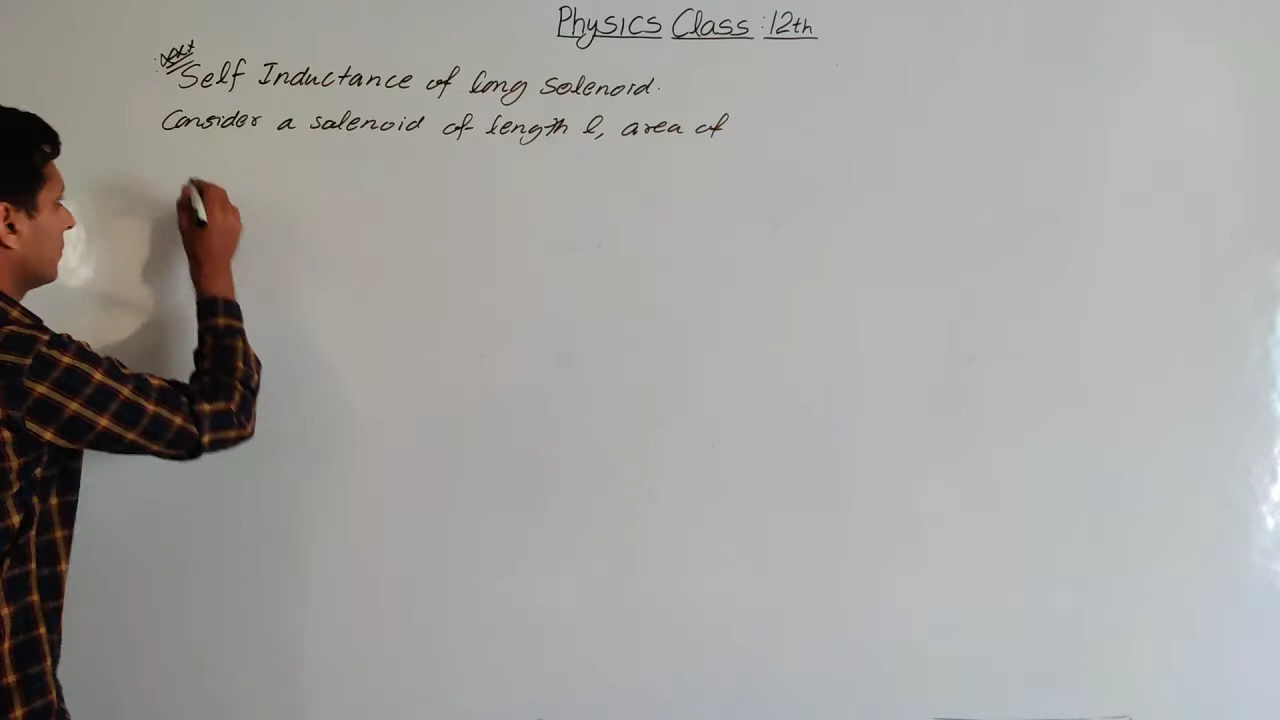 Physics Class : 12th
Self Inductance of long Solenoid.
Consider a solenoid of length l, area of